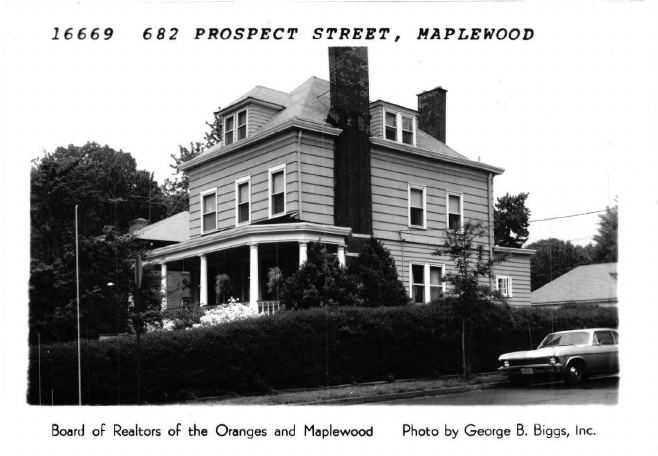 16669 682 PROSPECT STREET, MAPLEWOOD
Board of Realtors of the Oranges and Maplewood Photo by George B. Biggs, Inc.